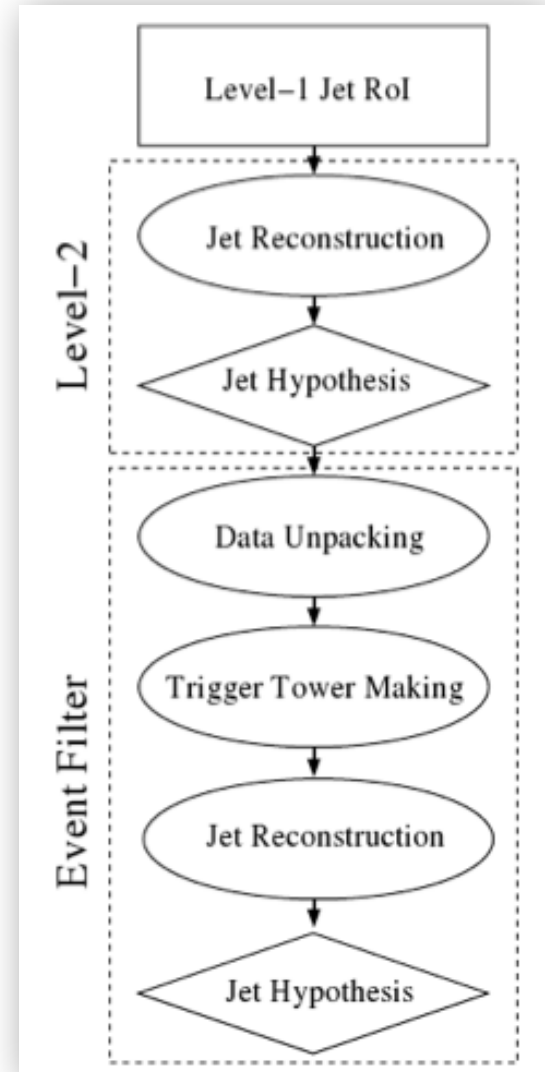 Level–1 Jet RoI
Level–2
Jet Reconstruction
Jet Hypothesis
Event Filter
Data Unpacking
Trigger Tower Making
Jet Reconstruction
Jet Hypothesis